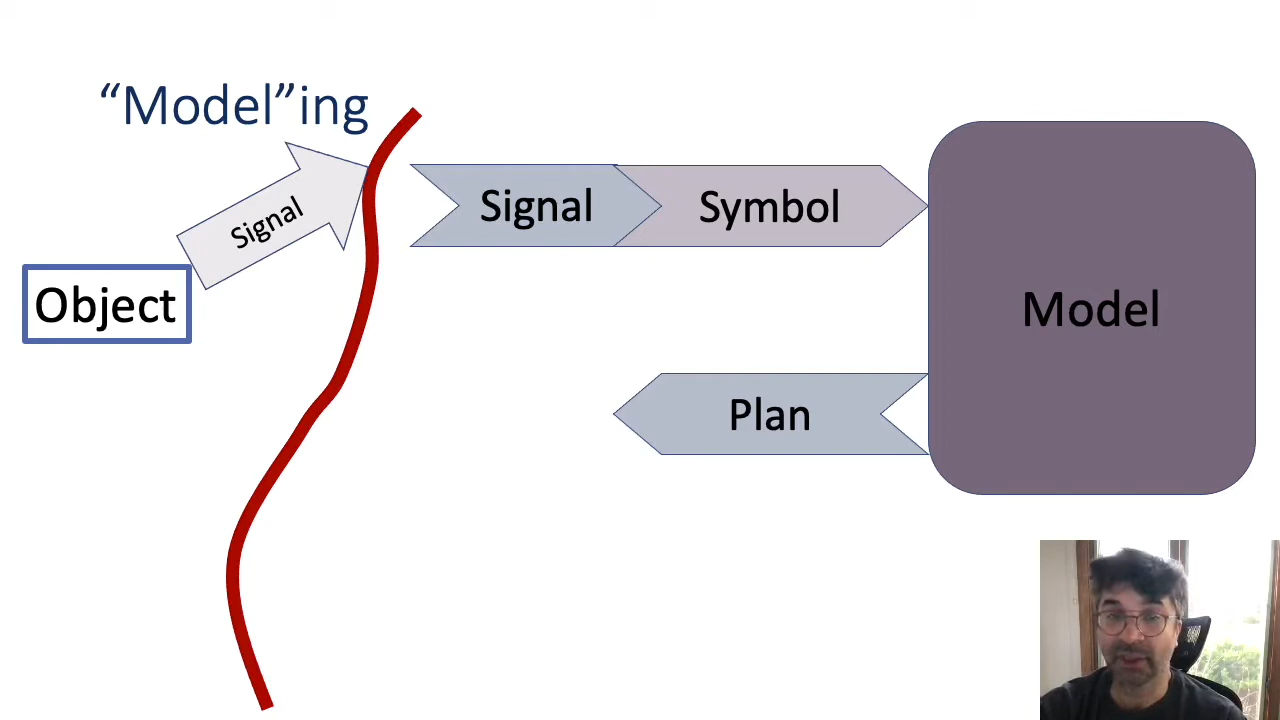 “Model”ing
Signal
Object
Signal
Symbol
Model
Plan